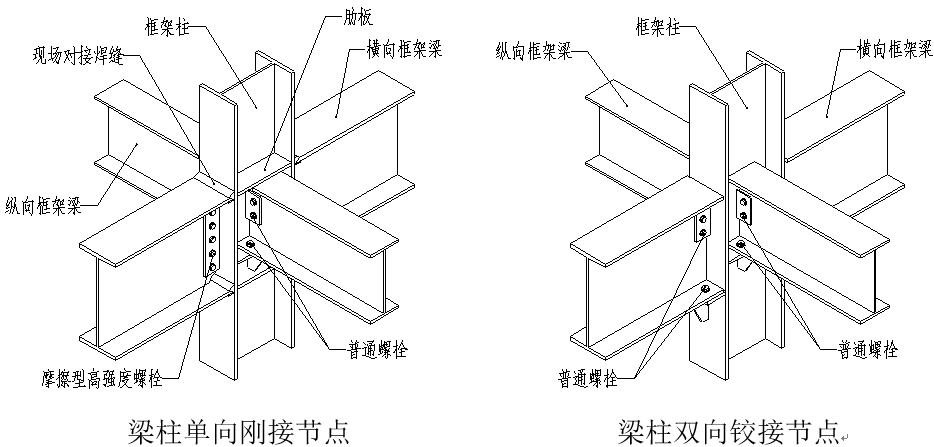 框架柱
肋板
现场对接焊缝
横向框架梁
纵向框架梁
普通螺栓
摩擦型高强度螺栓
梁柱单向刚接节点
框架柱
纵向框架梁
横向框架梁
普通螺栓
普通螺栓
梁柱双向铰接节点